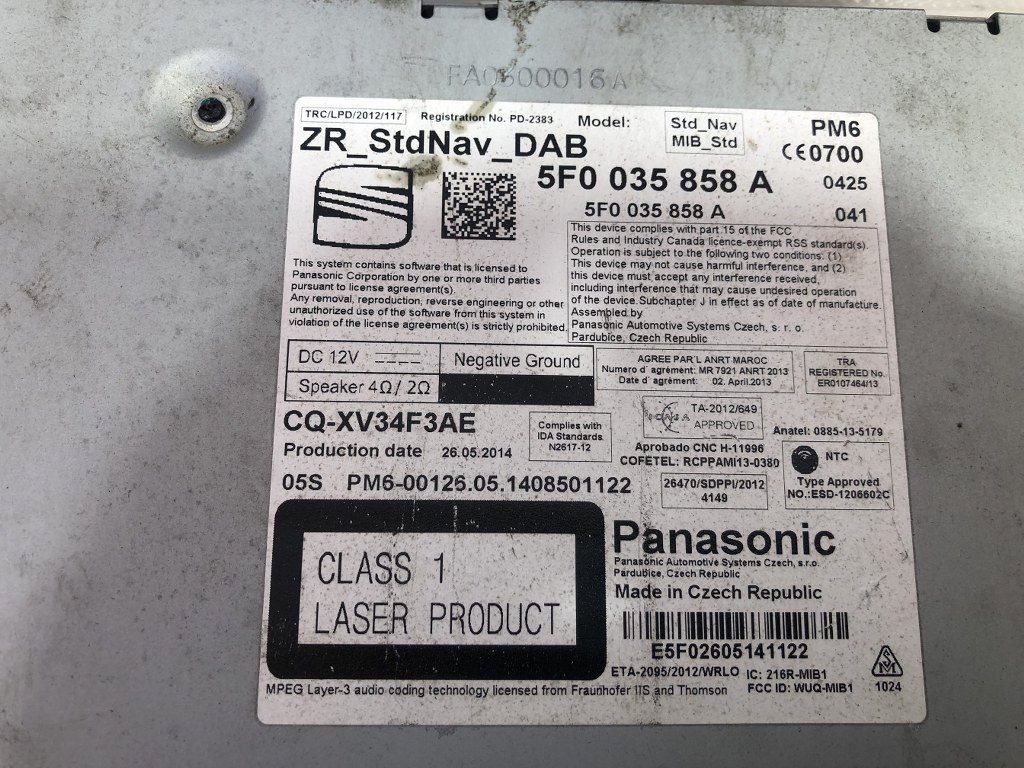 FA0500016A
TRC/LPD/2012/117 Registration No. PD-2383 Model: Std_Nav PM6
MIB_Std
ZR_StdNav_DAB CE0700
5F0 035 858 A 0425
5F0 035 858 A 041
This device complies with part 15 of the FCC
Rules and Industry Canada licence-exempt RSS standard(s).
Operation is subject to the following two conditions: (1)
This device may not cause harmful interference, and (2)
this device must accept any interference received,
including interference that may cause undesired operation
of the device.Subchapter J in effect as of date of manufacture.
Assembled by
Panasonic Automotive Systems Czech, s. r. o.
Pardubice, Czech Republic
This system contains software that is licensed to
Panasonic Corporation by one or more third parties
pursuant to license agreement(s).
Any removal, reproduction, reverse engineering or other
unauthorized use of the software from this system in
violation of the license agreement(s) is strictly prohibited.
DC 12V Negative Ground
Speaker 4Ω/ 2Ω
AGREE PAR'L ANRT MAROC
Numero d' agrément: MR 7921 ANRT 2013
Date d' agrément: 02. April.2013
TRA
REGISTERED No.
ER0107464/13
CQ-XV34F3AE
Production date 26.05.2014
Complies with
IDA Standards
N2617-12
ICASA TA-2012/649
APPROVED
Anatel: 0885-13-5179
Aprobado CNC H-11996
COFETEL: RCPPAMI13-0380
NTC
Type Approved
NO.:ESD-1206602C
05S PM6-00126.05.1408501122
26470/SDPPI/2012
4149
CLASS 1
LASER PRODUCT
Panasonic
Panasonic Automotive Systems Czech, s.r.o.
Pardubice, Czech Republic
Made in Czech Republic
E5F02605141122
ETA-2095/2012/WRLO IC: 216R-MIB1
FCC ID: WUQ-MIB1
1024
MPEG Layer-3 audio coding technology licensed from Fraunhofer IIS and Thomson